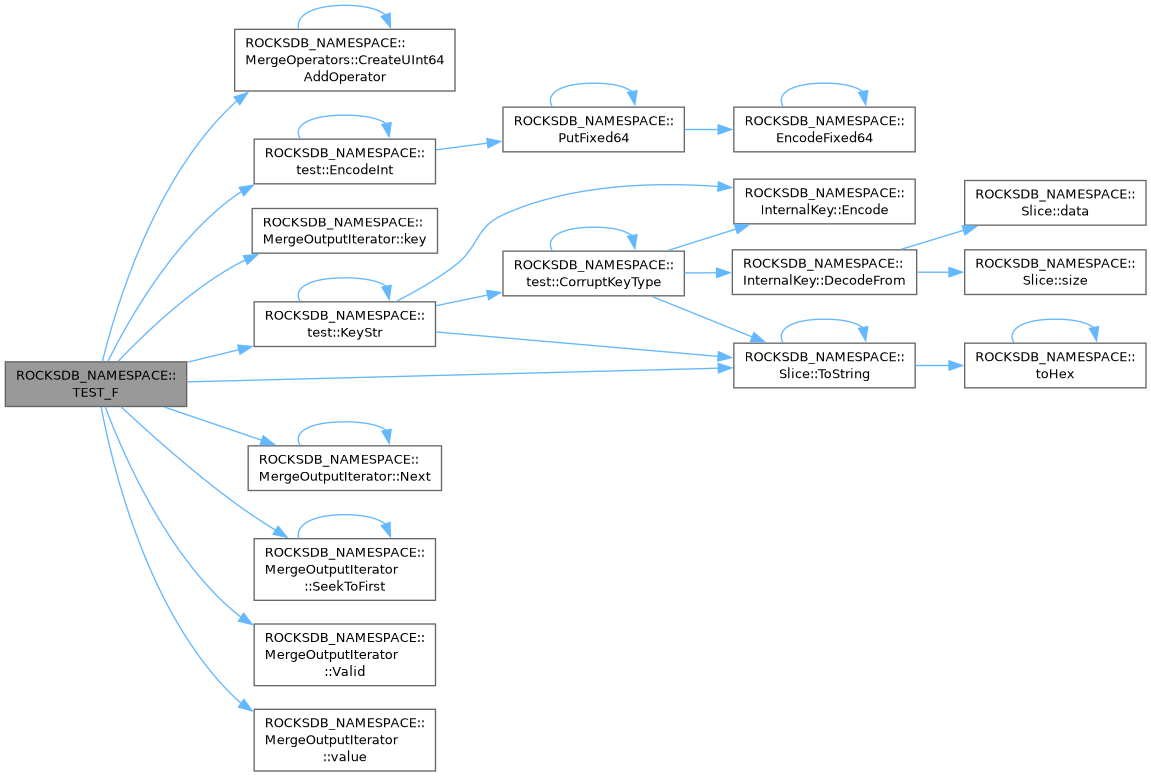 ROCKSDB_NAMESPACE::
TEST_F
ROCKSDB_NAMESPACE::
MergeOperators::CreateUInt64
AddOperator
ROCKSDB_NAMESPACE::
test::EncodeInt
ROCKSDB_NAMESPACE::
PutFixed64
ROCKSDB_NAMESPACE::
EncodeFixed64
ROCKSDB_NAMESPACE::
MergeOutputIterator::key
ROCKSDB_NAMESPACE::
test::KeyStr
ROCKSDB_NAMESPACE::
InternalKey::Encode
ROCKSDB_NAMESPACE::
test::CorruptKeyType
ROCKSDB_NAMESPACE::
InternalKey::DecodeFrom
ROCKSDB_NAMESPACE::
Slice::data
ROCKSDB_NAMESPACE::
Slice::size
ROCKSDB_NAMESPACE::
Slice::ToString
ROCKSDB_NAMESPACE::
toHex
ROCKSDB_NAMESPACE::
MergeOutputIterator::Next
ROCKSDB_NAMESPACE::
MergeOutputIterator
::SeekToFirst
ROCKSDB_NAMESPACE::
MergeOutputIterator
::Valid
ROCKSDB_NAMESPACE::
MergeOutputIterator
::value